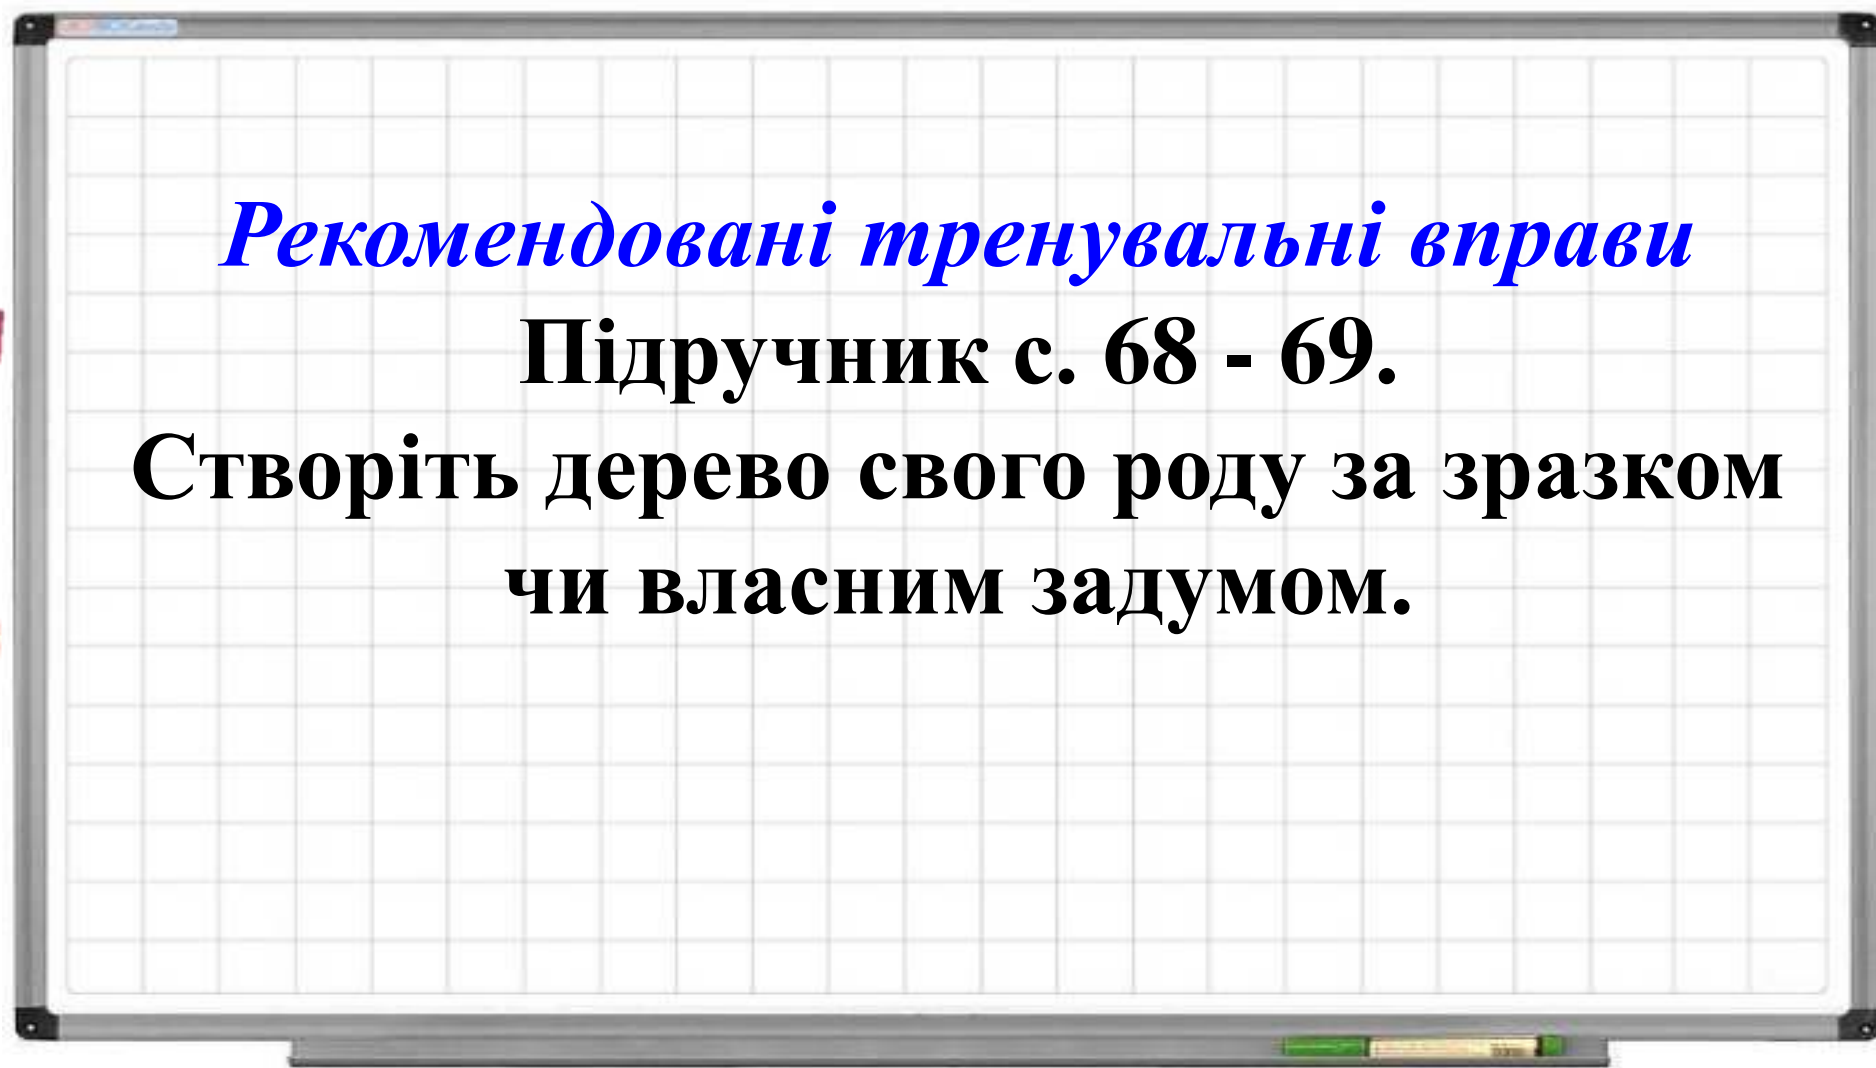 Рекомендовані тренувальні вправи
Підручник с. 68 - 69.
Створіть дерево свого роду за зразком
чи власним задумом.